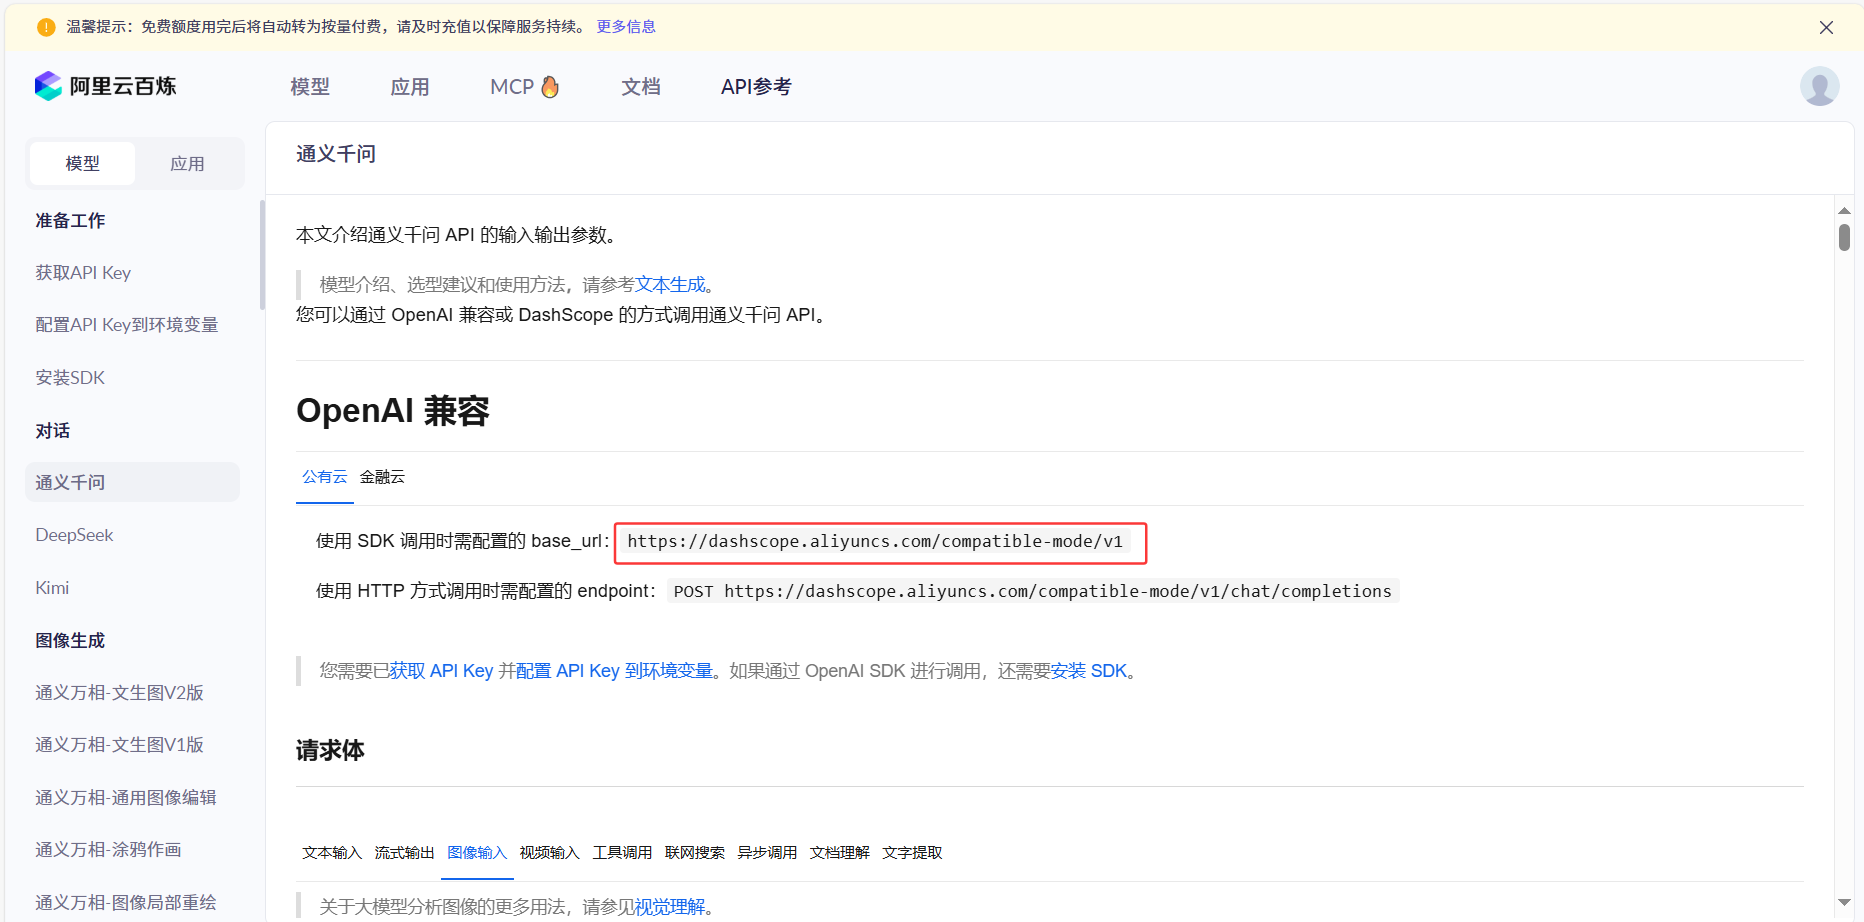 温馨提示：免费额度用完后将自动转为按量付费，请及时充值以保障服务持续。 更多信息
阿里云百炼
模型 应用 MCP 文档 API参考
模型 应用
准备工作
获取API Key
配置API Key到环境变量
安装SDK
对话
通义千问
DeepSeek
Kimi
图像生成
通义万相-文生图V2版
通义万相-文生图V1版
通义万相-通用图像编辑
通义万相-涂鸦作画
通义万相-图像局部重绘
通义千问
本文介绍通义千问 API 的输入输出参数。
模型介绍、选型建议和使用方法，请参考文本生成。
您可以通过 OpenAI 兼容或 DashScope 的方式调用通义千问 API。
OpenAI 兼容
公有云 金融云
使用 SDK 调用时需配置的 base_url： https://dashscope.aliyuncs.com/compatible-mode/v1
使用 HTTP 方式调用时需配置的 endpoint： POST https://dashscope.aliyuncs.com/compatible-mode/v1/chat/completions
您需要已获取 API Key 并配置 API Key 到环境变量。如果通过 OpenAI SDK 进行调用，还需要安装 SDK。
请求体
文本输入 流式输出 图像输入 视频输入 工具调用 联网搜索 异步调用 文档理解 文字提取
关于大模型分析图像的更多用法，请参见视觉理解。